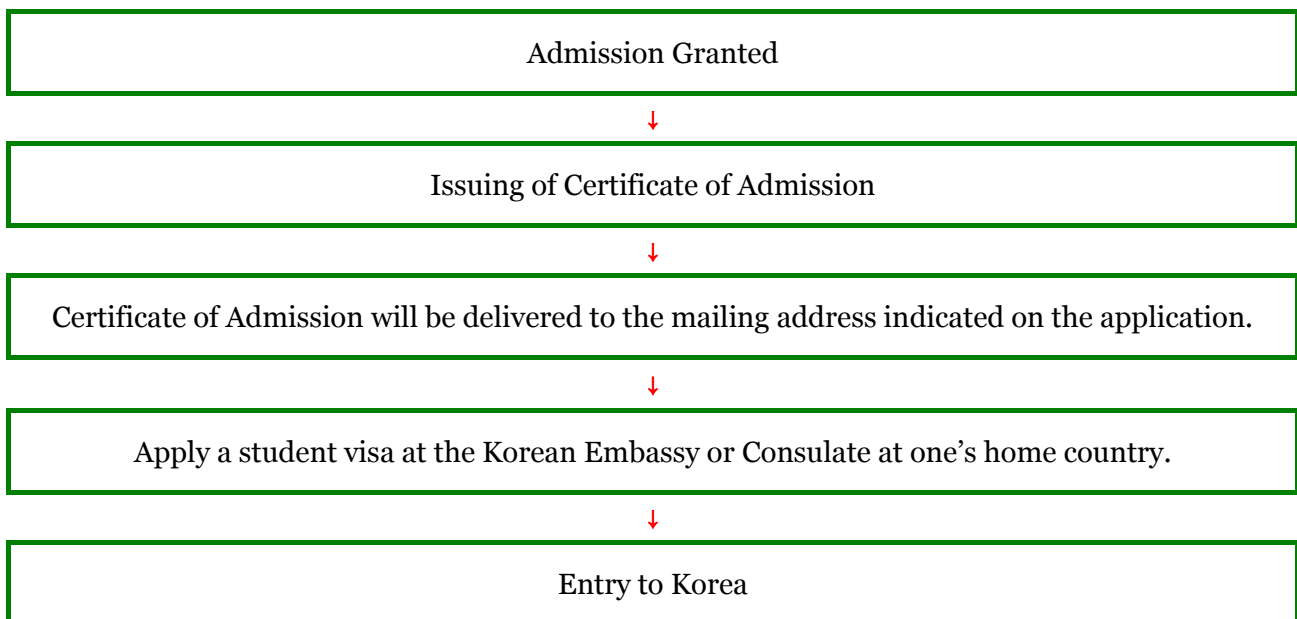 Admission Granted
↓
Issuing of Certificate of Admission
↓
Certificate of Admission will be delivered to the mailing address indicated on the application.
↓
Apply a student visa at the Korean Embassy or Consulate at one’s home country.
↓
Entry to Korea